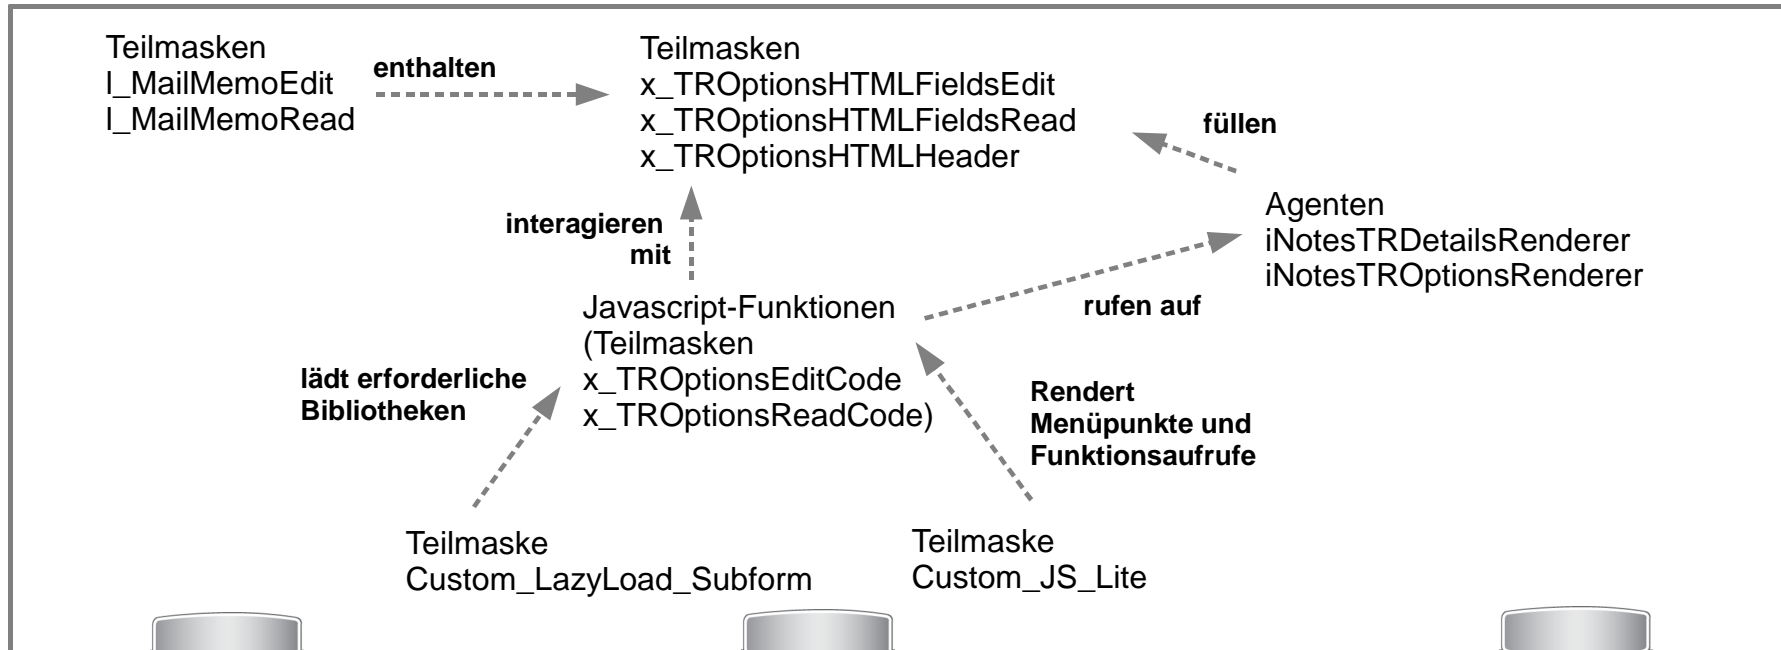 Teilmasken
l_MailMemoEdit
l_MailMemoRead
enthalten
Teilmasken
x_TROptionsHTMLFieldsEdit
x_TROptionsHTMLFieldsRead
x_TROptionsHTMLHeader
füllen
Agenten
iNotesTRDetailsRenderer
iNotesTROptionsRenderer
interagieren
mit
rufen auf
Javascript-Funktionen
(Teilmasken
x_TROptionsEditCode
x_TROptionsReadCode)
lädt erforderliche
Bibliotheken
Rendert
Menüpunkte und
Funktionsaufrufe
Teilmaske
Custom_LazyLoad_Subform
Teilmaske
Custom_JS_Lite